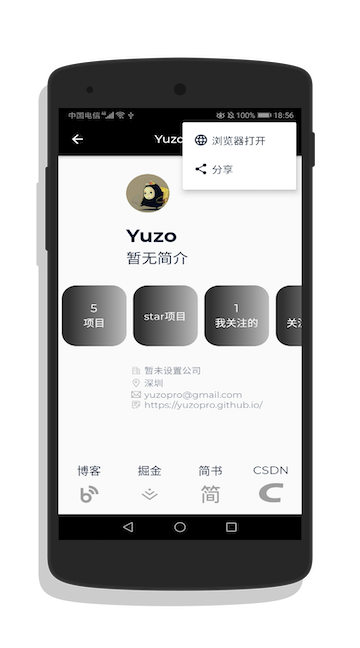 中国电信 100% 18:56
Yuzo
浏览器打开
分享
Yuzo
暂无简介
5
项目
star项目
1
我关注的
关
暂未设置公司
深圳
yuzopro@gmail.com
https://yuzopro.github.io/
博客
掘金
简书
CSDN
简